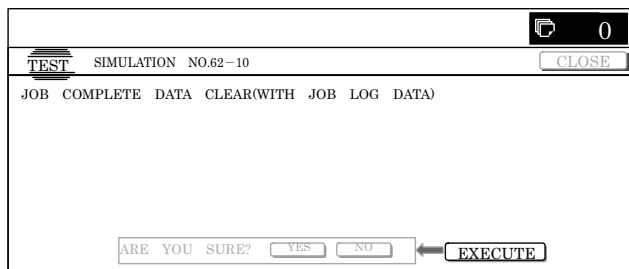 0
TEST SIMULATION NO.62-10 CLOSE
JOB COMPLETE DATA CLEAR(WITH JOB LOG DATA)
ARE YOU SURE? YES NO EXECUTE